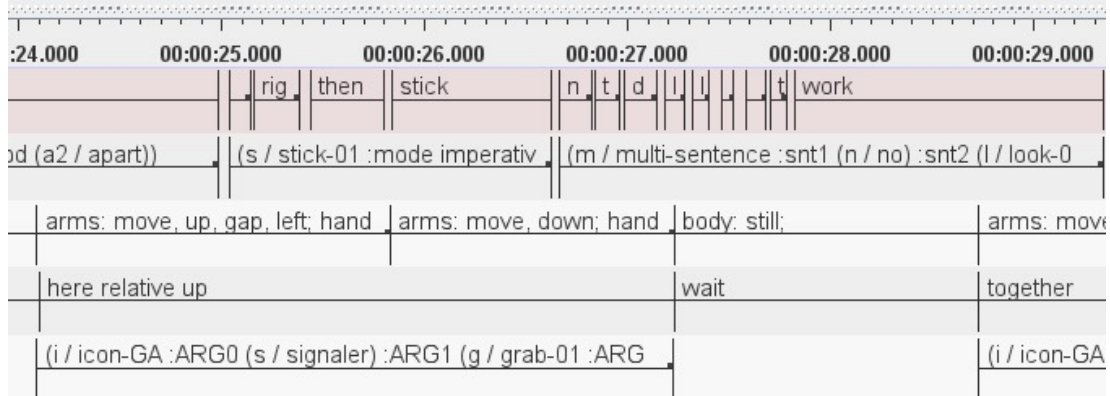 :24.000 00:00:25.000 00:00:26.000 00:00:27.000 00:00:28.000 00:00:29.000
rig then stick n t d l l t work
od (a2 / apart)) (s / stick-01 :mode imperativ (m / multi-sentence :snt1 (n / no) :snt2 (l / look-0
arms: move, up, gap, left; hand arms: move, down; hand body: still; arms: move
here relative up wait together
(i / icon-GA :ARG0 (s / signaler) :ARG1 (g / grab-01 :ARG (i / icon-GA